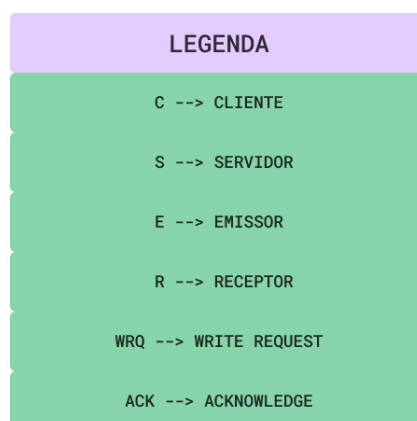 LEGENDA
C --> CLIENTE
S --> SERVIDOR
E --> EMISSOR
R --> RECEPTOR
WRQ --> WRITE REQUEST
ACK --> ACKNOWLEDGE